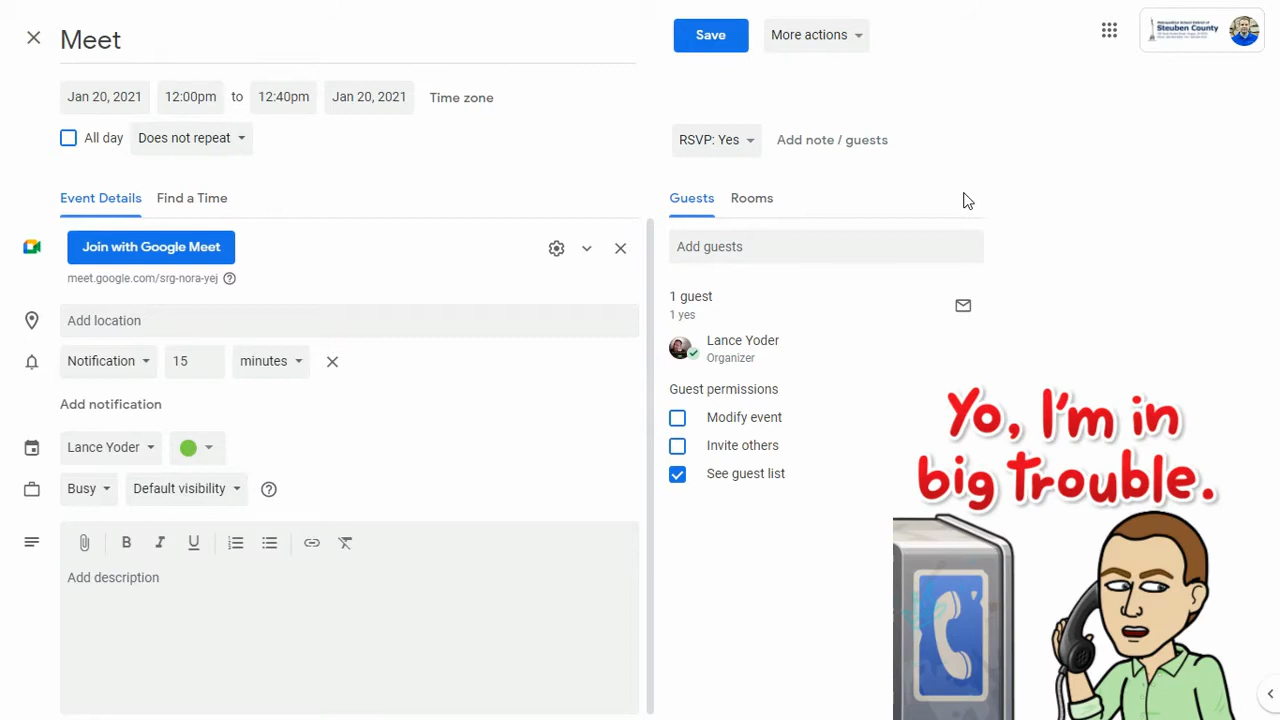 Meet
Save
More actions
Steuben County
Jan 20, 2021 12:00pm to 12:40pm Jan 20, 2021 Time zone
All day Does not repeat
RSVP: Yes Add note / guests
Event Details Find a Time
Guests Rooms
Join with Google Meet
meet.google.com/srg-nora-yej
Add guests
1 guest
1 yes
Add location
Lance Yoder
Organizer
Notification 15 minutes
Guest permissions
Add notification
Modify event
Invite others
Lance Yoder
See guest list
Busy Default visibility
B I U
Add description
Yo, I'm in
big trouble.